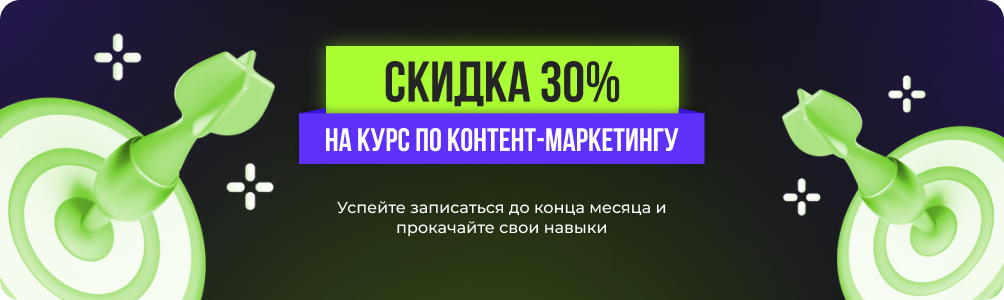 СКИДКА 30%
НА КУРС ПО КОНТЕНТ-МАРКЕТИНГУ
Успейте записаться до конца месяца и
прокачайте свои навыки